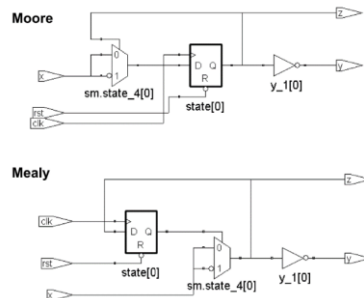 Moore
z
0
1
x
D Q
R
rst
clk
sm.state_4[0]
state[0]
y_1[0]
y
Mealy
z
clk
D Q
R
0
1
rst
state[0]
sm.state_4[0]
y_1[0]
y
x